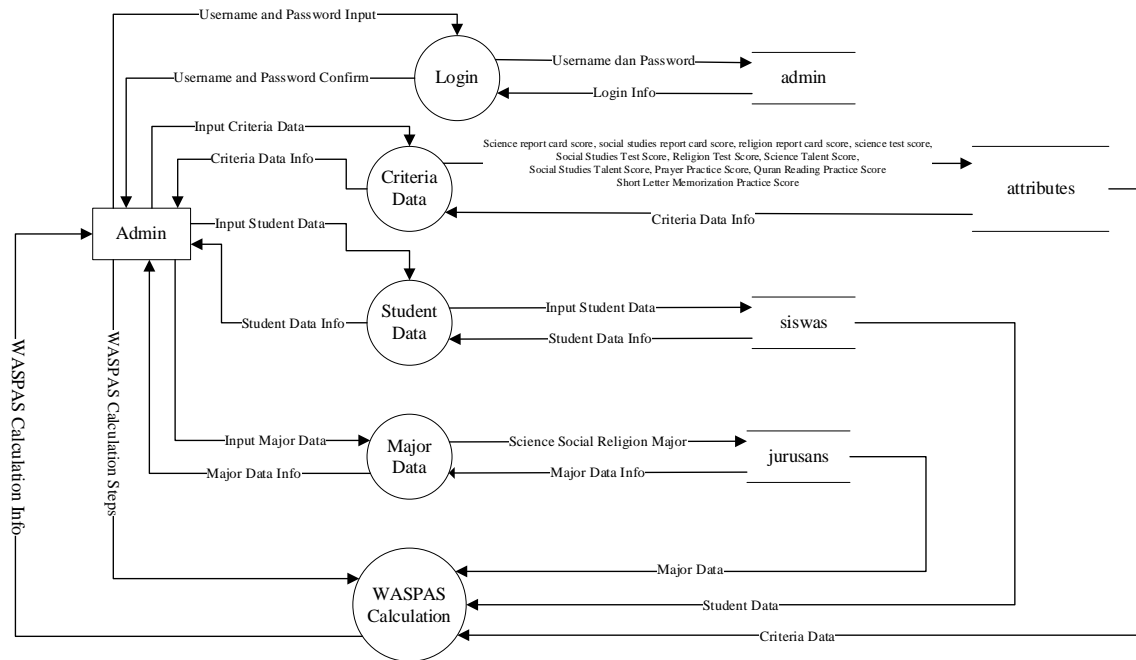 Username and Password Input
Login
Username dan Password
admin
Username and Password Confirm
Login Info
Input Criteria Data
Science report card score, social studies report card score, religion report card score, science test score,
Social Studies Test Score, Religion Test Score, Science Talent Score,
Social Studies Talent Score, Prayer Practice Score, Quran Reading Practice Score
Short Letter Memorization Practice Score
Criteria Data Info
Criteria
Data
attributes
Criteria Data Info
Admin
Input Student Data
Student
Data
Input Student Data
siswas
Student Data Info
Student Data Info
WASPAS Calculation Info
WASPAS Calculation Steps
Input Major Data
Major
Data
Science Social Religion Major
jurusans
Major Data Info
Major Data Info
WASPAS
Calculation
Major Data
Student Data
Criteria Data